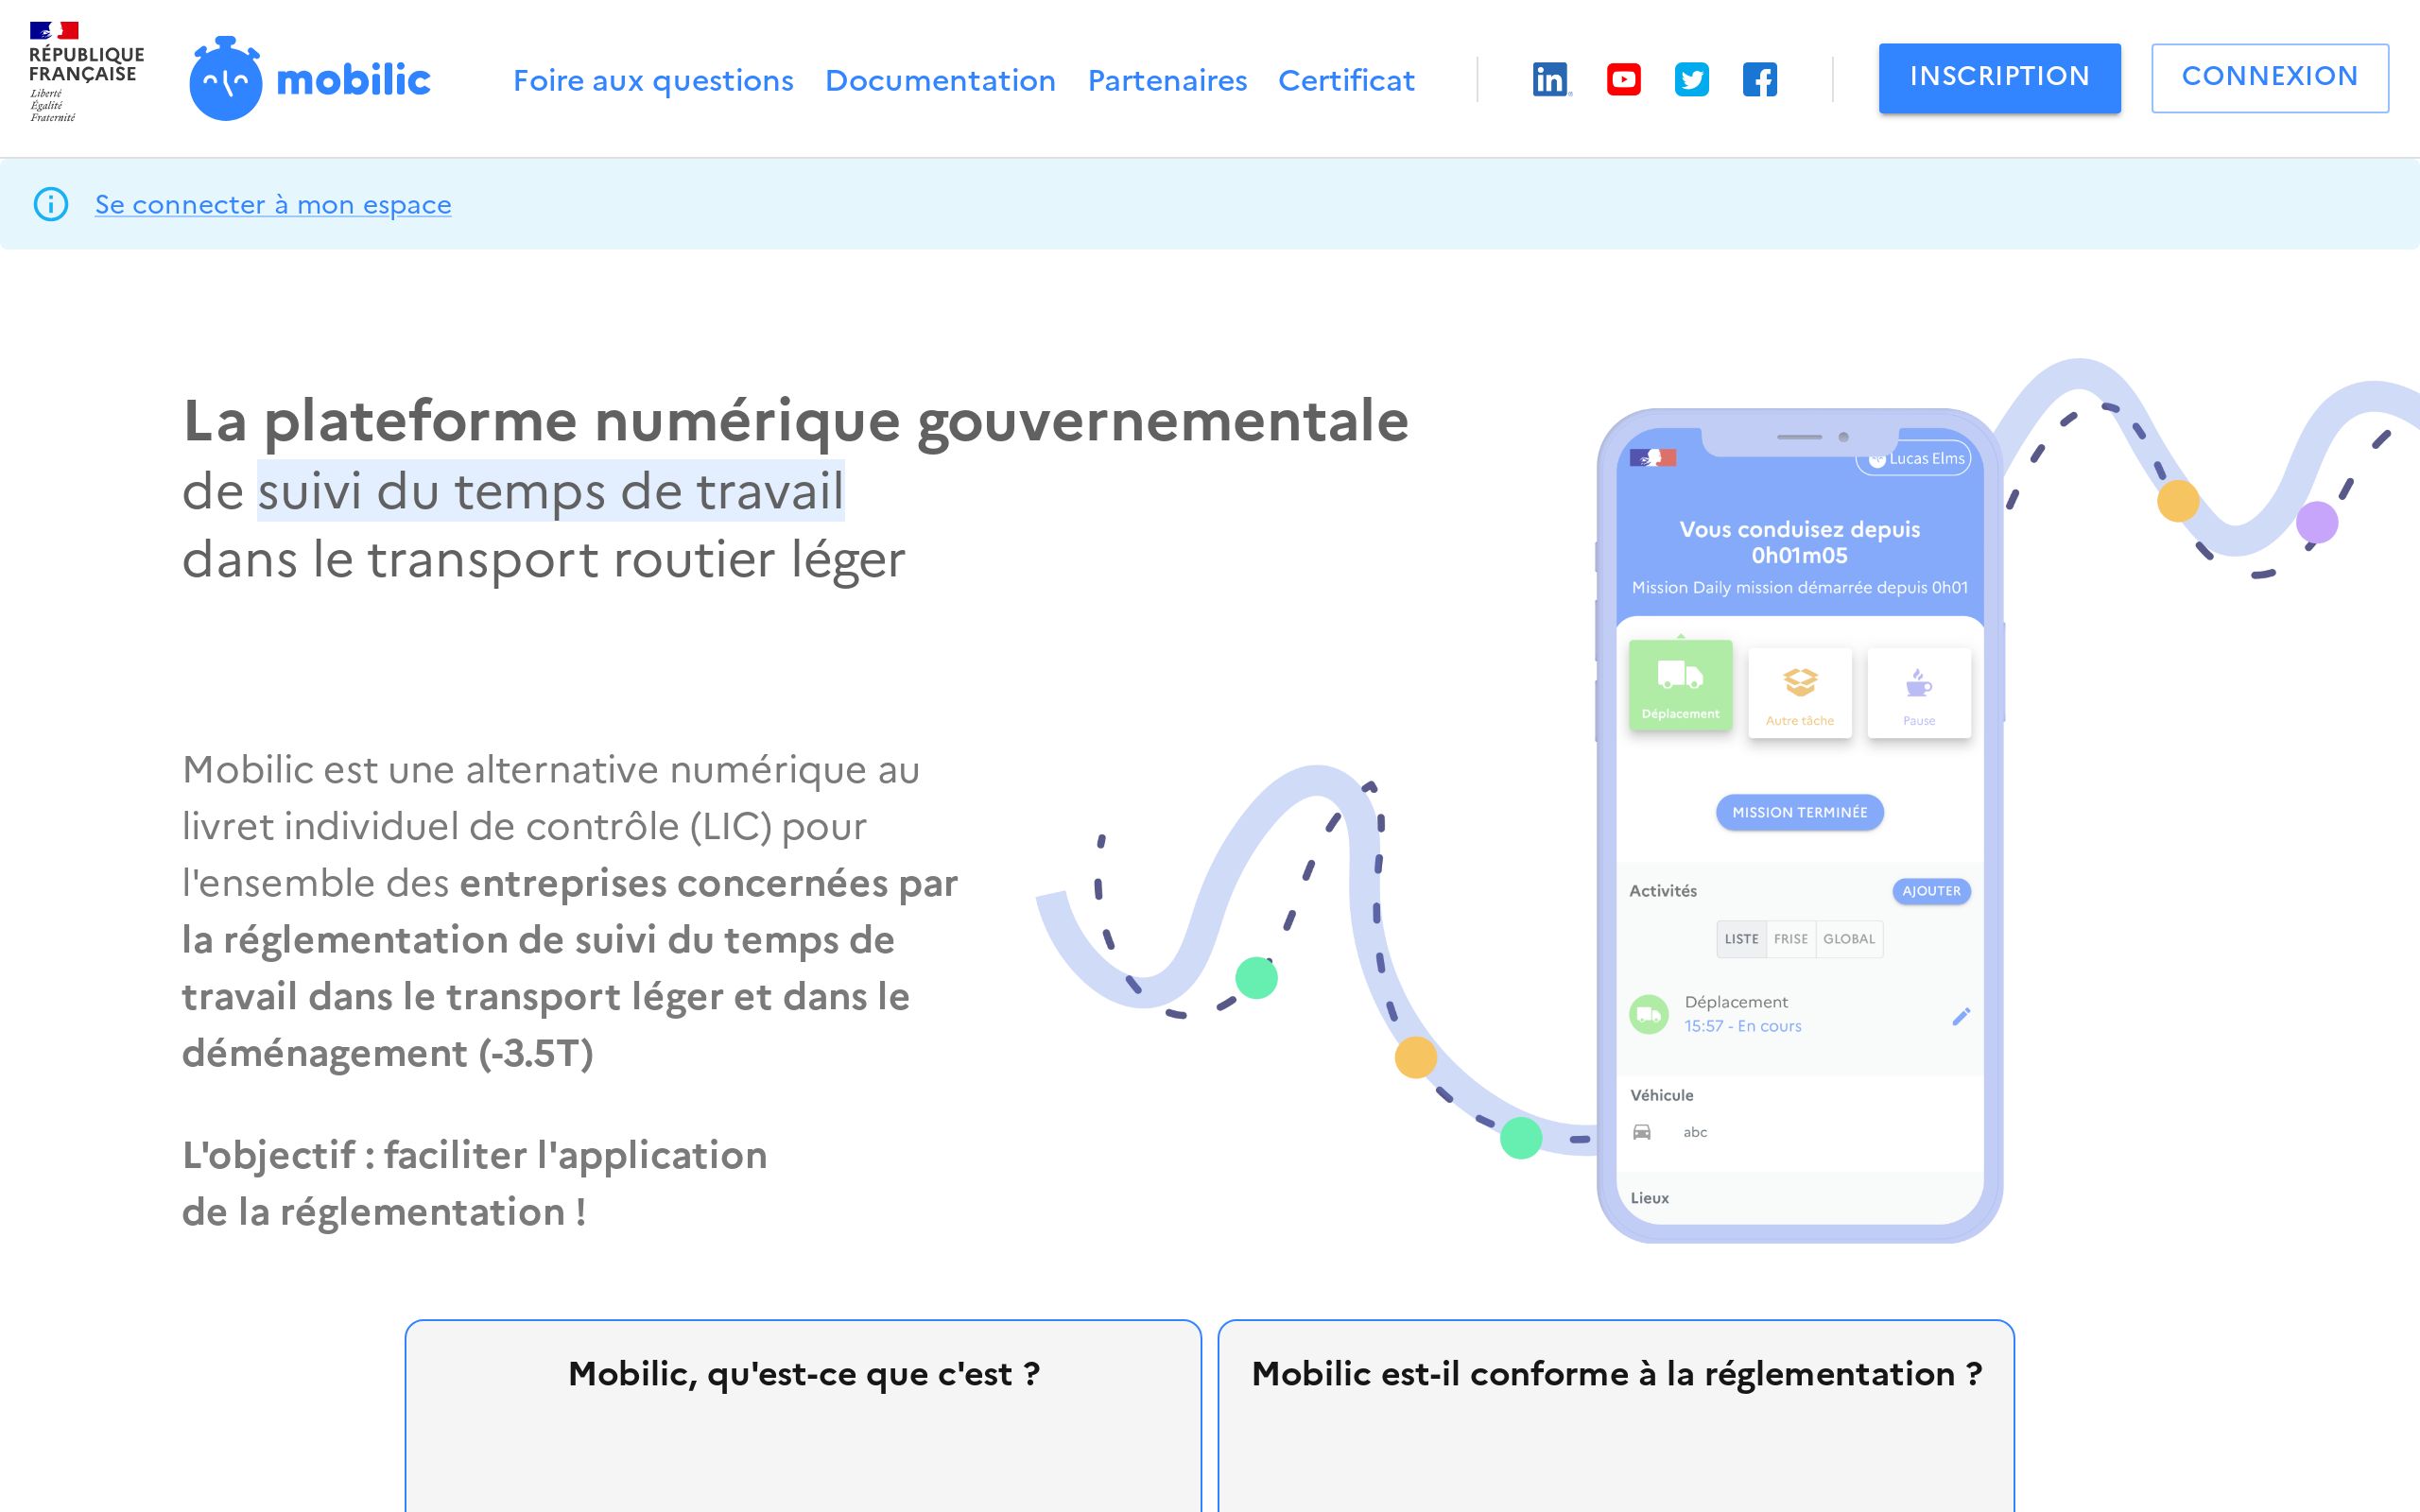 RÉPUBLIQUE
FRANÇAISE
Liberté
Égalité
Fraternité
mobilic
Foire aux questions Documentation Partenaires Certificat
INSCRIPTION
CONNEXION
Se connecter à mon espace
La plateforme numérique gouvernementale
de suivi du temps de travail
dans le transport routier léger
Mobilic est une alternative numérique au
livret individuel de contrôle (LIC) pour
l'ensemble des entreprises concernées par
la réglementation de suivi du temps de
travail dans le transport léger et dans le
déménagement (-3.5T)
L'objectif : faciliter l'application
de la réglementation !
Lucas Elms
Vous conduisez depuis
0h01m05
Mission Daily mission démarrée depuis 0h01
Déplacement
Autre tâche
Pause
MISSION TERMINÉE
Activités
AJOUTER
LISTE FRISE GLOBAL
Déplacement
15:57 - En cours
Véhicule
abc
Lieux
Mobilic, qu'est-ce que c'est ?
Mobilic est-il conforme à la réglementation ?